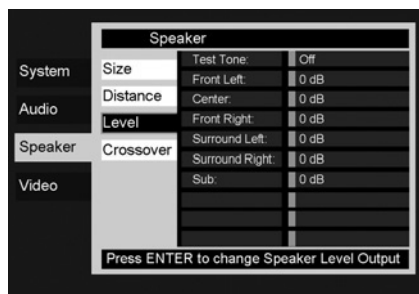 Speaker
System
Audio
Speaker
Video
Size
Distance
Level
Crossover
Test Tone: Off
Front Left: 0 dB
Center: 0 dB
Front Right: 0 dB
Surround Left: 0 dB
Surround Right: 0 dB
Sub: 0 dB
Press ENTER to change Speaker Level Output